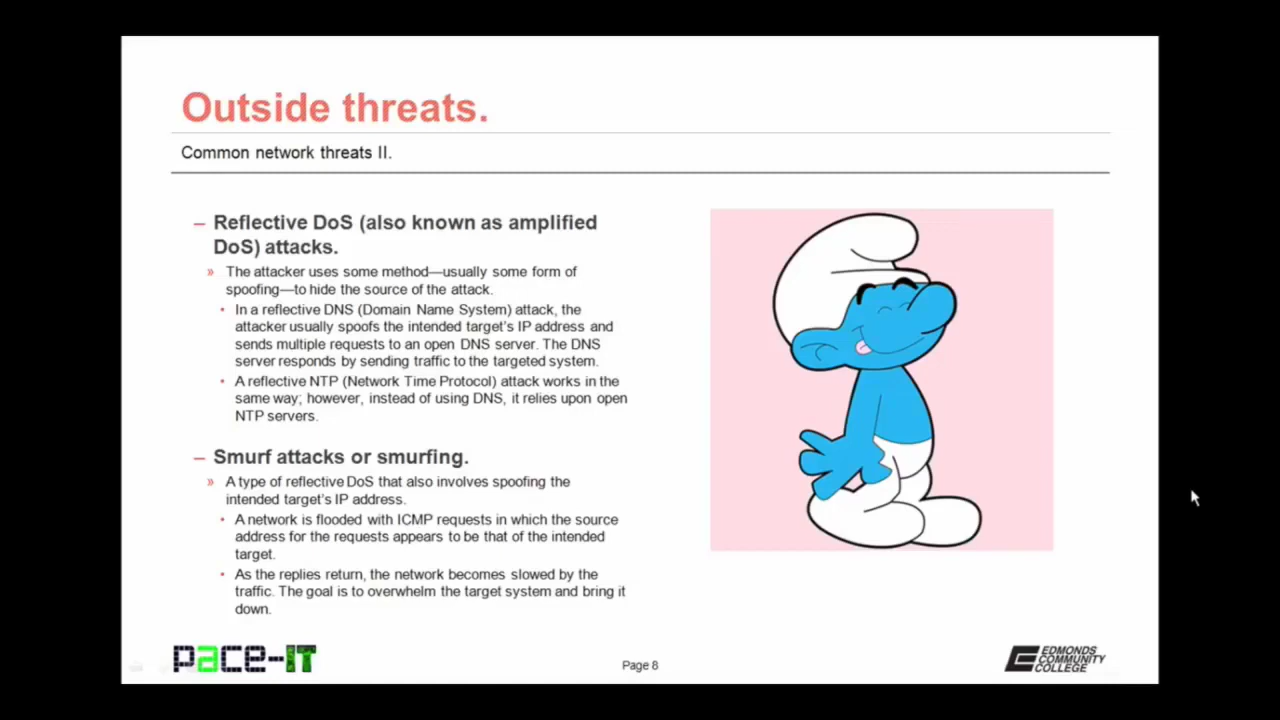 Outside threats.
Common network threats II.
– Reflective DoS (also known as amplified
DoS) attacks.
» The attacker uses some method—usually some form of
spoofing—to hide the source of the attack.
• In a reflective DNS (Domain Name System) attack, the
attacker usually spoofs the intended target's IP address and
sends multiple requests to an open DNS server. The DNS
server responds by sending traffic to the targeted system.
• A reflective NTP (Network Time Protocol) attack works in the
same way; however, instead of using DNS, it relies upon open
NTP servers.
– Smurf attacks or smurfing.
» A type of reflective DoS that also involves spoofing the
intended target's IP address.
• A network is flooded with ICMP requests in which the source
address for the requests appears to be that of the intended
target.
• As the replies return, the network becomes slowed by the
traffic. The goal is to overwhelm the target system and bring it
down.
pace-IT
Page 8
EDMONDS
COMMUNITY
COLLEGE